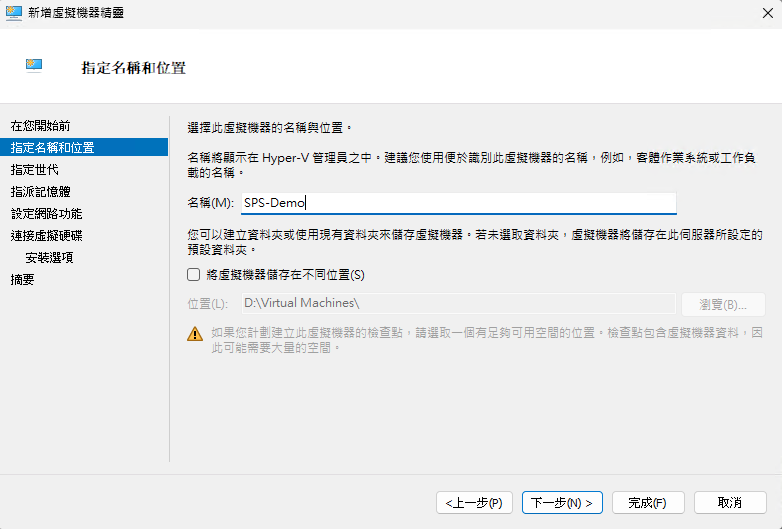 新增虛擬機器精靈
指定名稱和位置
在您開始前
指定名稱和位置
指定世代
指派記憶體
設定網路功能
連接虛擬硬碟
安裝選項
摘要
選擇此虛擬機器的名稱與位置。
名稱將顯示在 Hyper-V 管理員之中。建議您使用便於識別此虛擬機器的名稱，例如，客體作業系統或工作負
載的名稱。
名稱(M): SPS-Demo
您可以建立資料夾或使用現有資料夾來儲存虛擬機器。若未選取資料夾，虛擬機器將儲存在此伺服器所設定的
預設資料夾。
將虛擬機器儲存在不同位置(S)
位置(L): D:\Virtual Machines\ 瀏覽(B)...
如果您計劃建立此虛擬機器的檢查點，請選取一個有足夠可用空間的位置。檢查點包含虛擬機器資料，因
此可能需要大量的空間。
<上一步(P) 下一步(N) > 完成(F) 取消